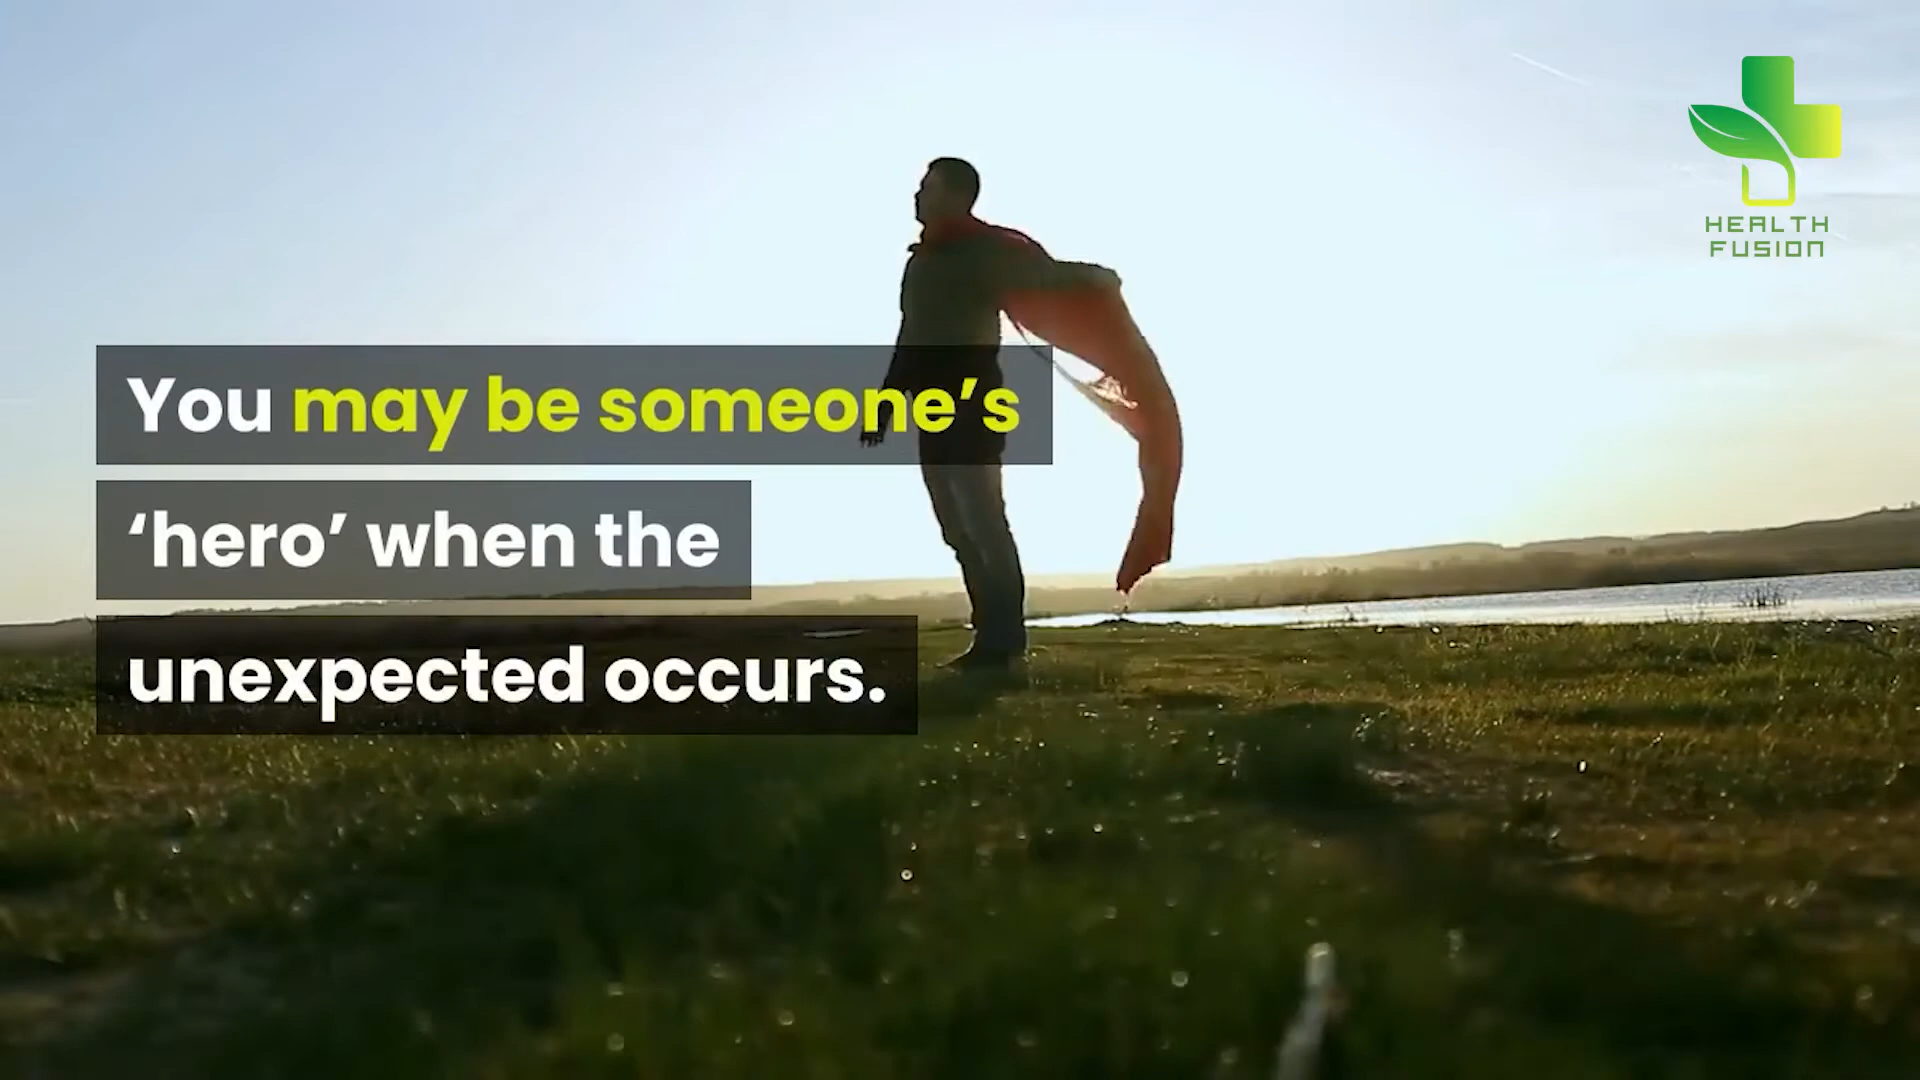 HEALTH
FUSION
You may be someone’s
‘hero’ when the
unexpected occurs.